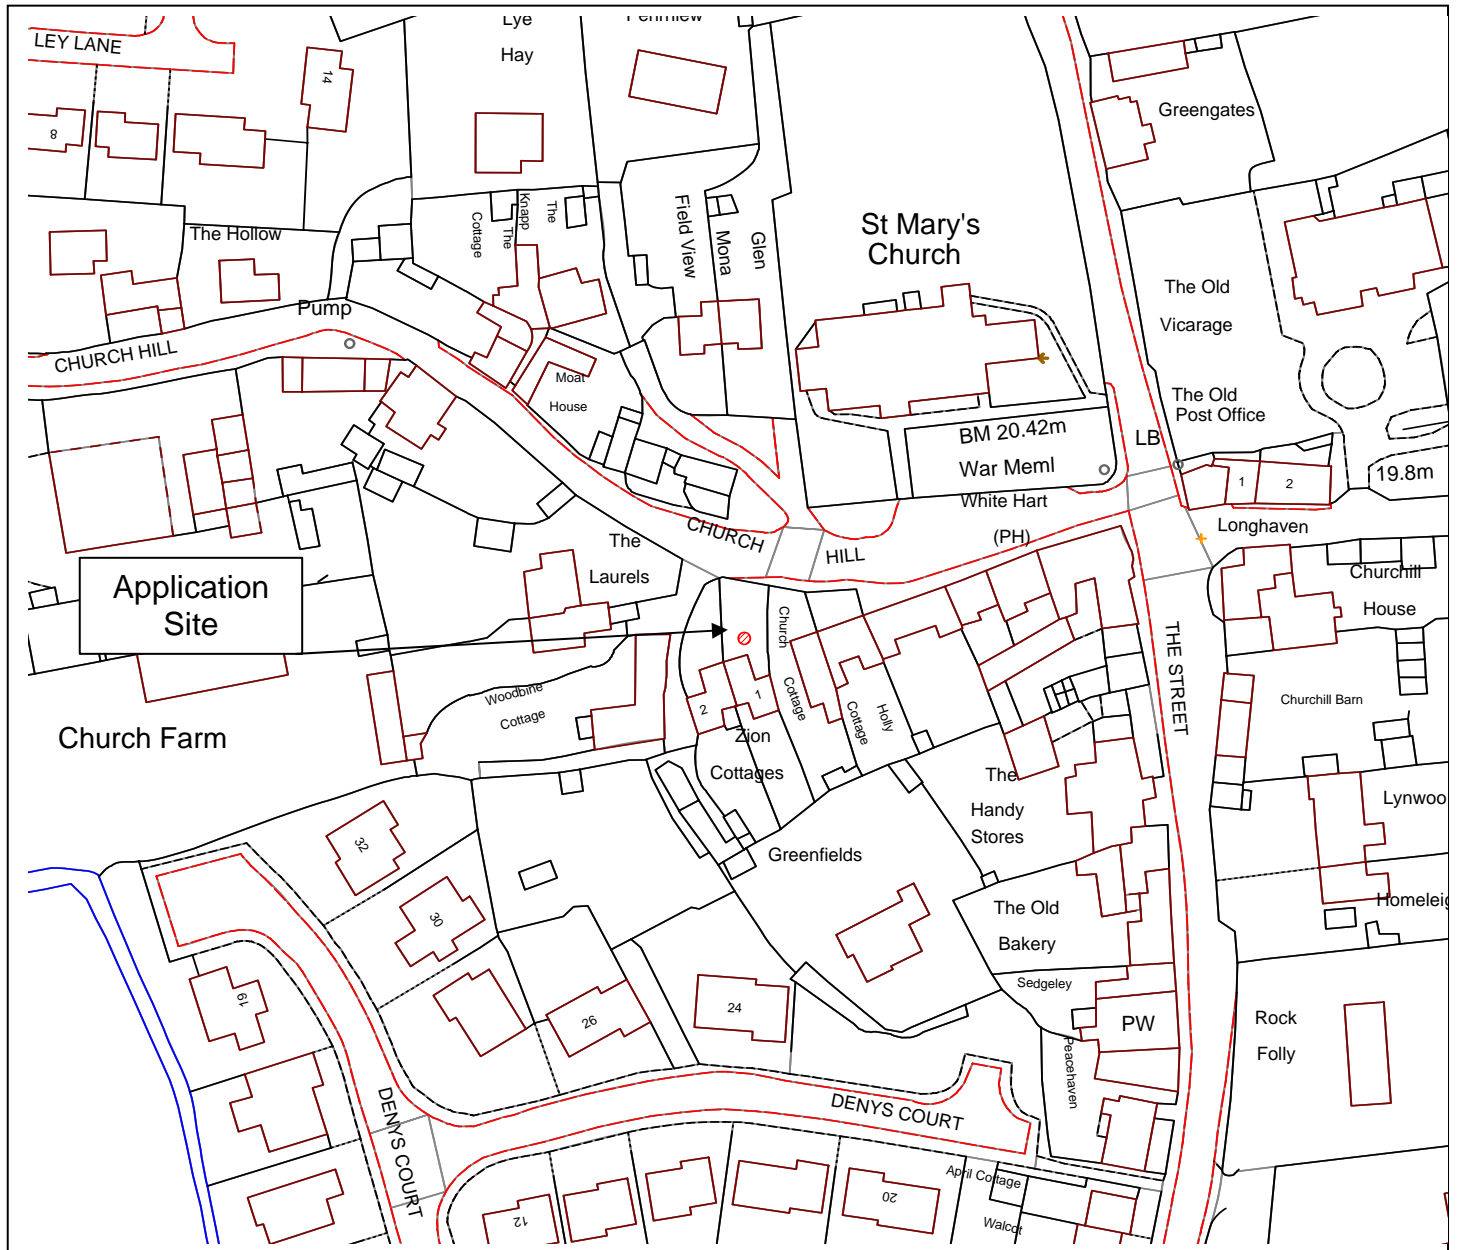 Lye
Hay
LEY LANE
14
8
Greengates
The Hollow
The
Knapp
The
Cottage
Field View
Mona
Glen
St Mary's
Church
The Old
Vicarage
Pump
CHURCH HILL
Moat
House
The Old
Post Office
BM 20.42m
LB
War Meml
19.8m
1
2
White Hart
(PH)
Longhaven
CHURCH
HILL
The
Laurels
Application
Site
Churchill
House
Church
Cottage
THE STREET
Woodbine
Cottage
2
1
Zion
Cottages
Holly
Cottage
Churchill Barn
Church Farm
The
Handy
Stores
Lynwoo
32
Greenfields
30
The Old
Bakery
Homeleig
Sedgeley
19
26
24
PW
Rock
Folly
Peacehaven
DENYS COURT
DENYS COURT
April Cottage
12
20
Walcot